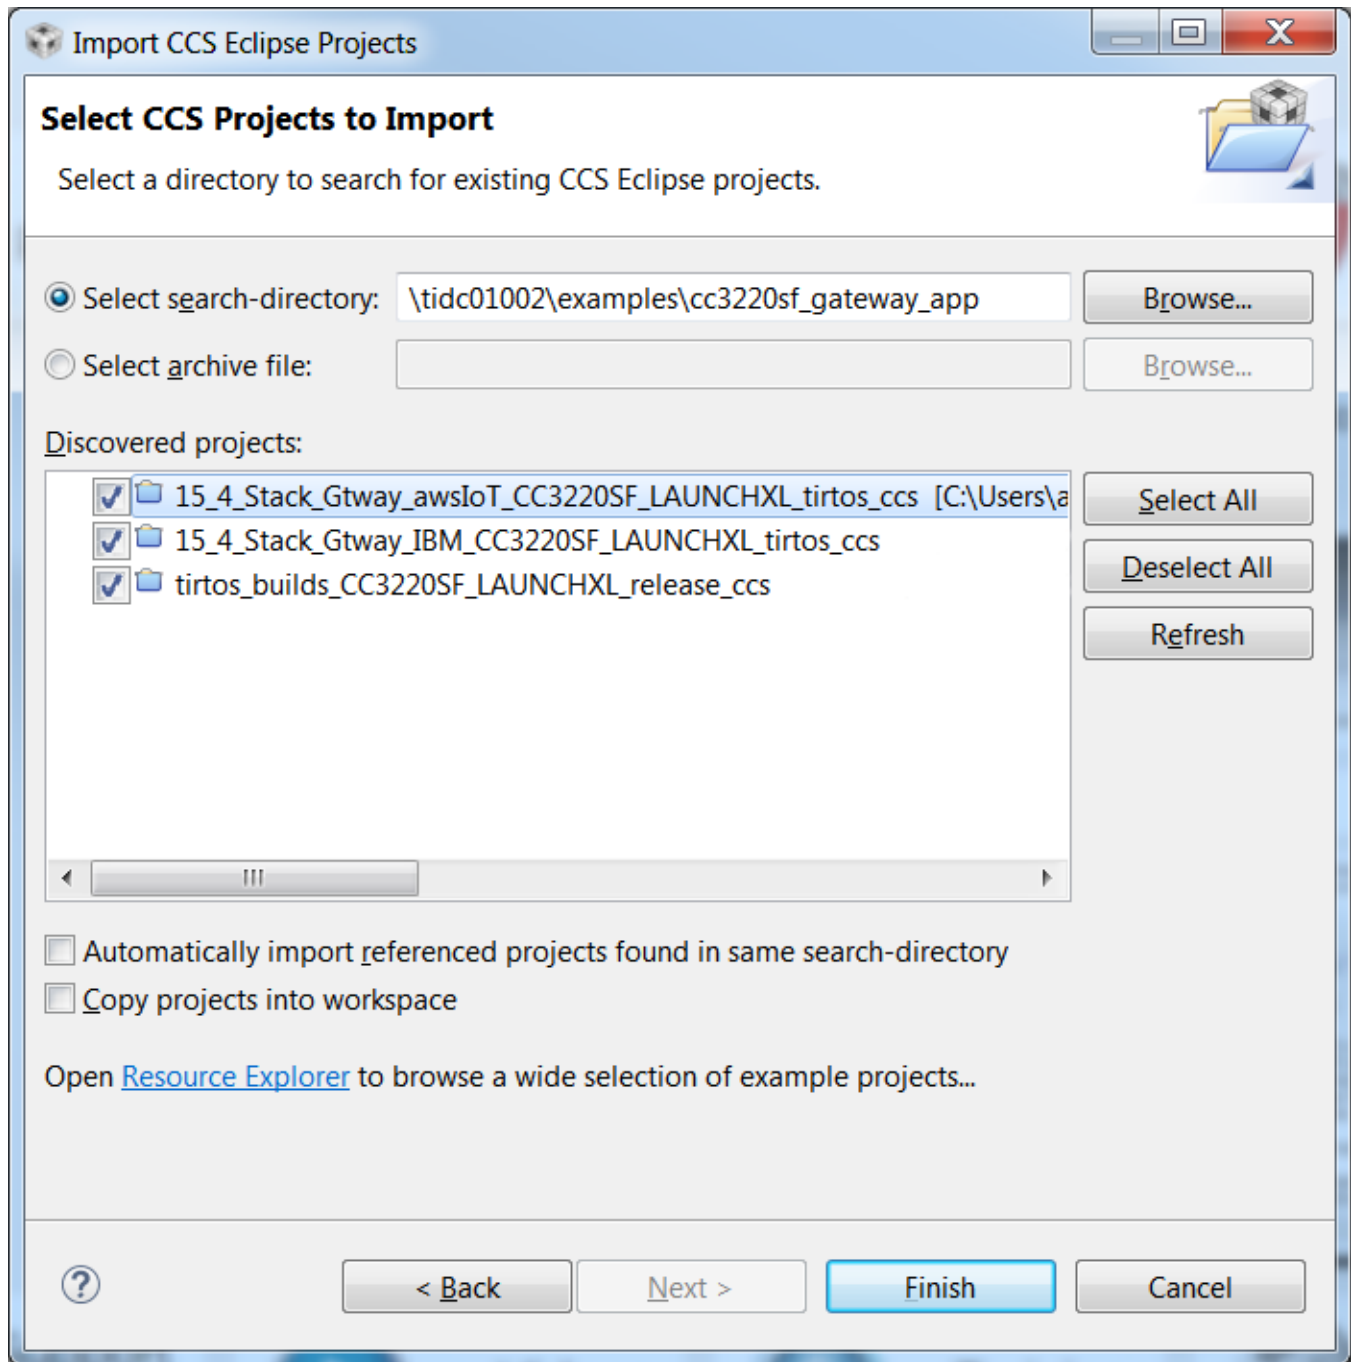 Import CCS Eclipse Projects
Select CCS Projects to Import
Select a directory to search for existing CCS Eclipse projects.
Select search-directory: \tidc01002\examples\cc3220sf_gateway_app Browse...
Select archive file: Browse...
Discovered projects:
15_4_Stack_Gtway_awsIoT_CC3220SF_LAUNCHXL_tirtos_ccs [C:\Users\a Select All
15_4_Stack_Gtway_IBM_CC3220SF_LAUNCHXL_tirtos_ccs
Deselect All
tirtos_builds_CC3220SF_LAUNCHXL_release_ccs
Refresh
Automatically import referenced projects found in same search-directory
Copy projects into workspace
Open Resource Explorer to browse a wide selection of example projects...
? < Back Next > Finish Cancel